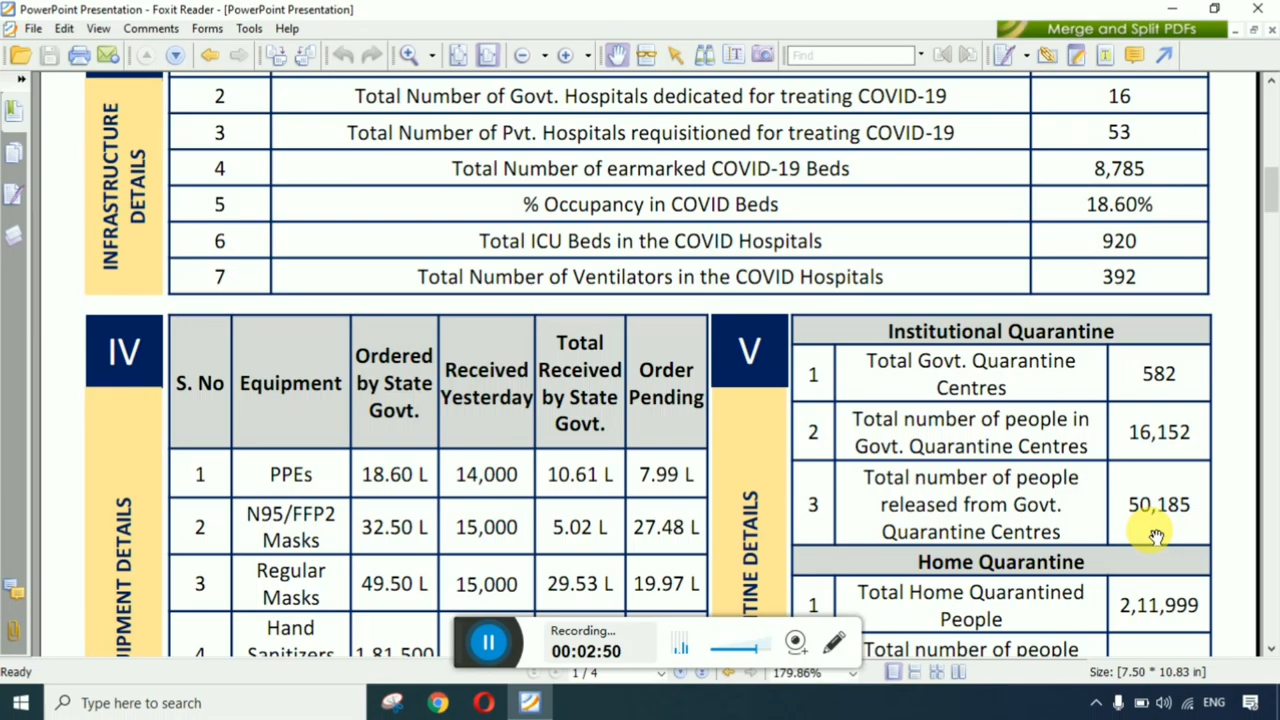 PowerPoint Presentation - Foxit Reader - [PowerPoint Presentation]
File Edit View Comments Forms Tools Help
Merge and Split PDFs
Find
INFRASTRUCTURE
DETAILS
2 Total Number of Govt. Hospitals dedicated for treating COVID-19 16
3 Total Number of Pvt. Hospitals requisitioned for treating COVID-19 53
4 Total Number of earmarked COVID-19 Beds 8,785
5 % Occupancy in COVID Beds 18.60%
6 Total ICU Beds in the COVID Hospitals 920
7 Total Number of Ventilators in the COVID Hospitals 392
IV
S. No
Equipment
Ordered
by State
Govt.
Received
Yesterday
Total
Received
by State
Govt.
Order
Pending
1 PPEs 18.60 L 14,000 10.61 L 7.99 L
2 N95/FFP2
Masks 32.50 L 15,000 5.02 L 27.48 L
3 Regular
Masks 49.50 L 15,000 29.53 L 19.97 L
4 Hand
Sanitizers 1,81,500
V
Institutional Quarantine
1 Total Govt. Quarantine
Centres 582
2 Total number of people in
Govt. Quarantine Centres 16,152
3 Total number of people
released from Govt.
Quarantine Centres 50,185
Home Quarantine
1 Total Home Quarantined
People 2,11,999
Total number of people
Recording...
00:02:50
Ready
1 / 4
179.86%
Size: [7.50 * 10.83 in]
Type here to search
ENG